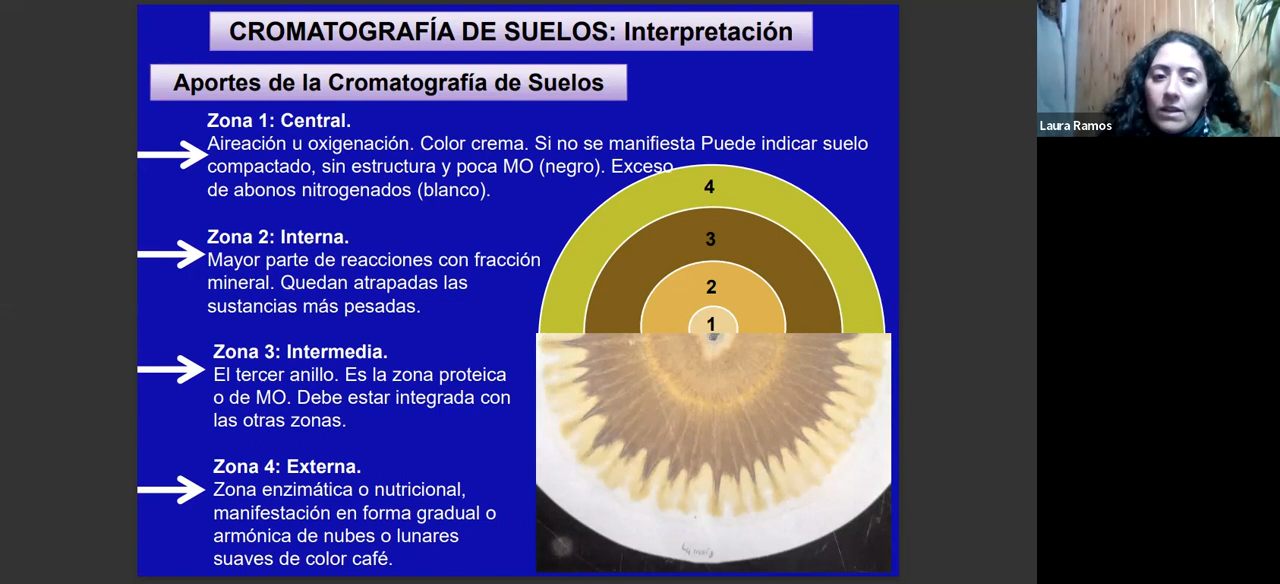 CROMATOGRAFÍA DE SUELOS: Interpretación
Aportes de la Cromatografía de Suelos
Zona 1: Central.
Aireación u oxigenación. Color crema. Si no se manifiesta Puede indicar suelo
compactado, sin estructura y poca MO (negro). Exceso
de abonos nitrogenados (blanco).
Zona 2: Interna.
Mayor parte de reacciones con fracción
mineral. Quedan atrapadas las
sustancias más pesadas.
Zona 3: Intermedia.
El tercer anillo. Es la zona proteica
o de MO. Debe estar integrada con
las otras zonas.
Zona 4: Externa.
Zona enzimática o nutricional,
manifestación en forma gradual o
armónica de nubes o lunares
suaves de color café.
4
3
2
1
Laura Ramos